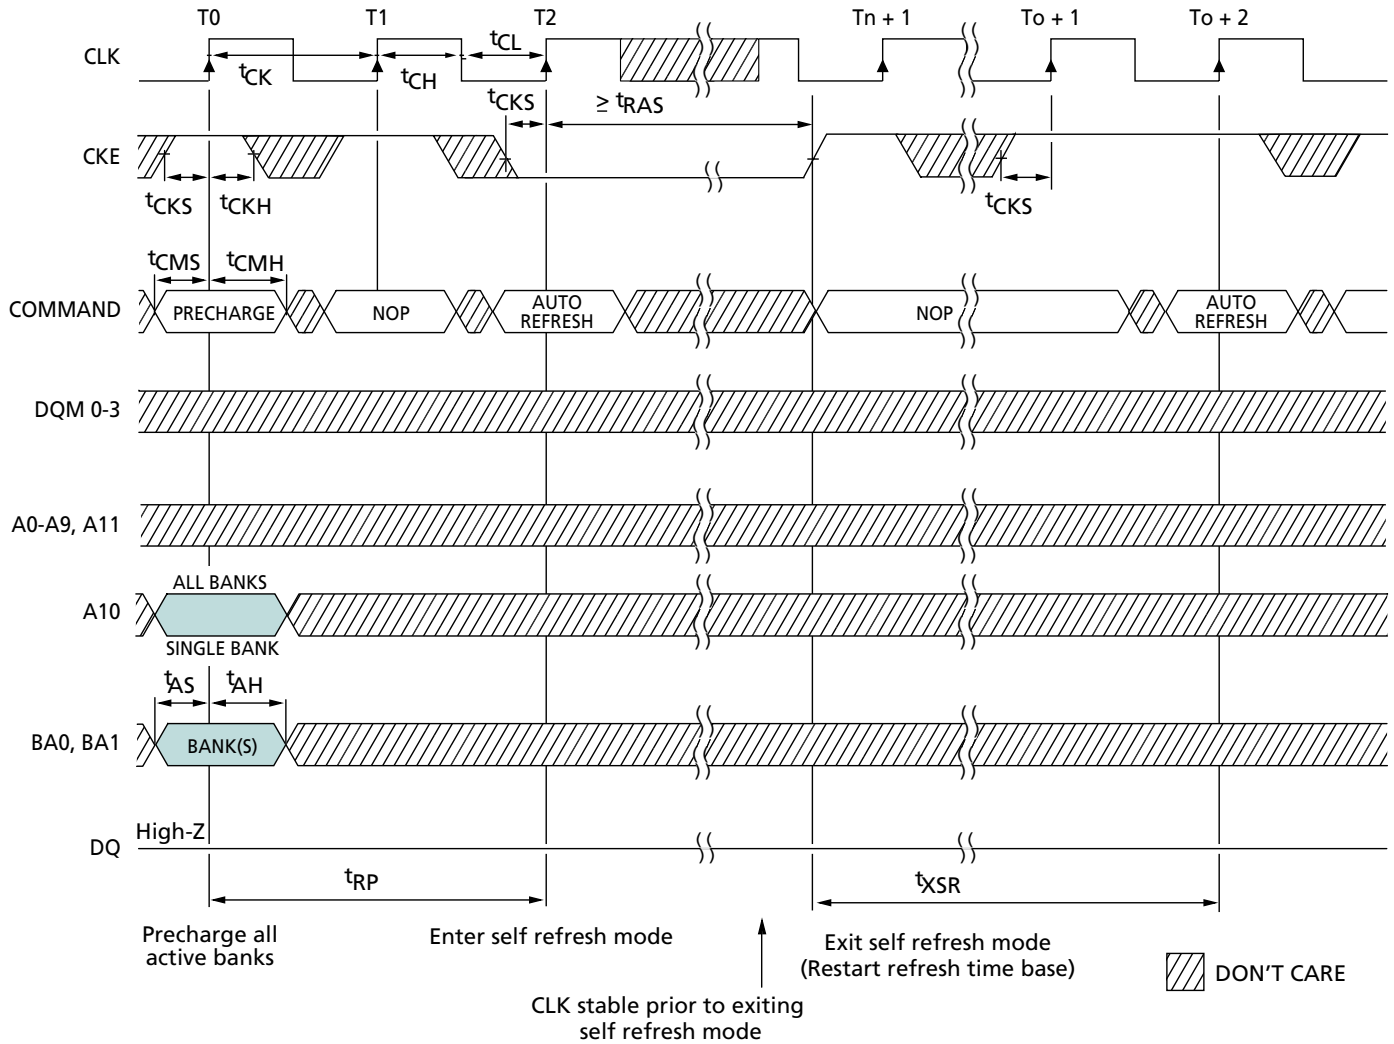 T0
T1
T2
Tn + 1
To + 1
To + 2
CLK
tCK
tCH
tCL
tCKS
≥ tRAS
CKE
tCKS
tCKH
tCKS
tCMS
tCMH
COMMAND
PRECHARGE
NOP
AUTO
REFRESH
NOP
AUTO
REFRESH
DQM 0-3
A0-A9, A11
ALL BANKS
A10
SINGLE BANK
tAS
tAH
BA0, BA1
BANK(S)
High-Z
DQ
tRP
tXSR
Precharge all
active banks
Enter self refresh mode
Exit self refresh mode
(Restart refresh time base)
DON'T CARE
CLK stable prior to exiting
self refresh mode